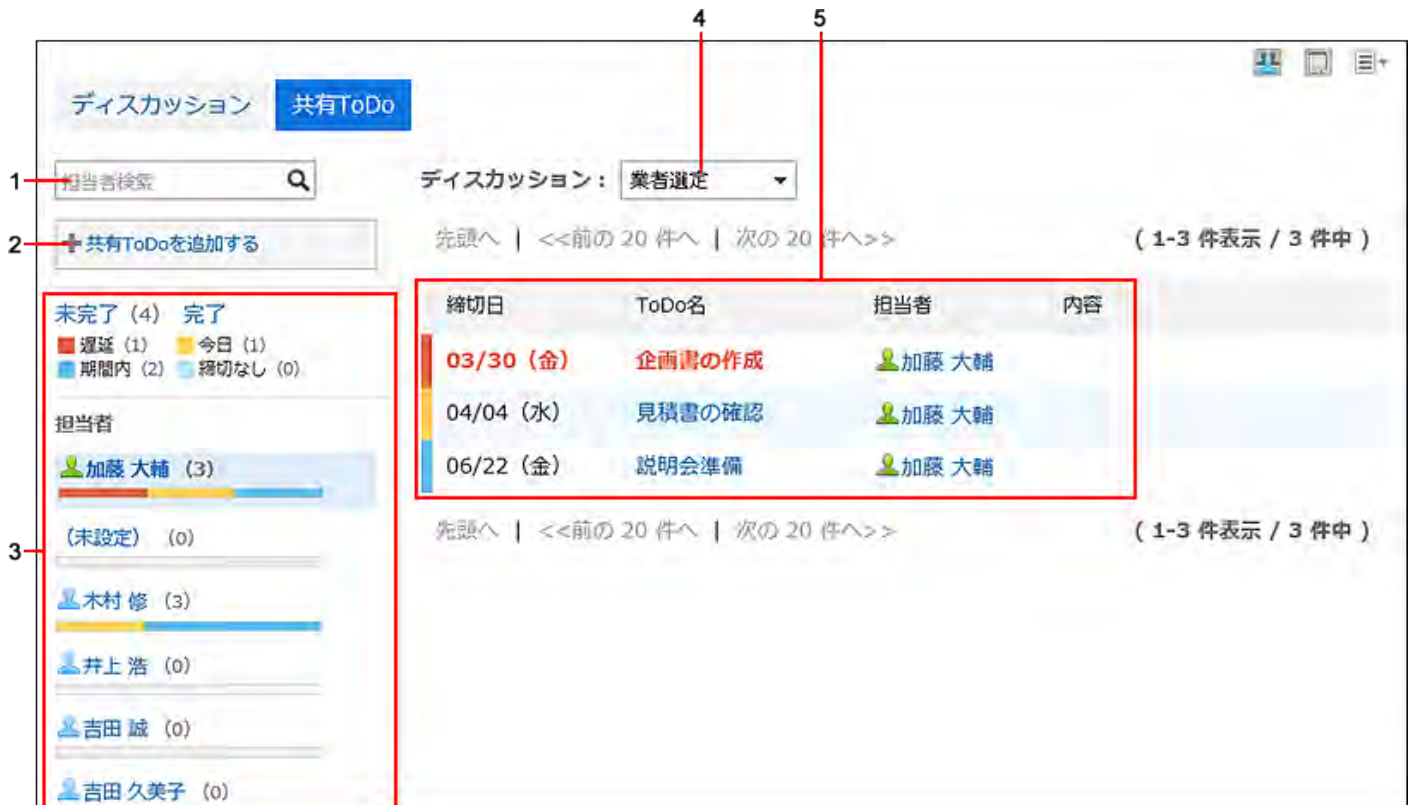 4 5
ディスカッション 共有ToDo
1 担当者検索
ディスカッション： 業者選定
2 共有ToDoを追加する
先頭へ | <<前の 20 件へ | 次の 20 件へ>> ( 1-3 件表示 / 3 件中 )
未完了（4） 完了
遅延（1） 今日（1）
期間内（2） 締切なし（0）
担当者
加藤 大輔（3）
（未設定）（0）
3
木村 修（3）
井上 浩（0）
吉田 誠（0）
吉田 久美子（0）
締切日 ToDo名 担当者 内容
03/30（金） 企画書の作成 加藤 大輔
04/04（水） 見積書の確認 加藤 大輔
06/22（金） 説明会準備 加藤 大輔
先頭へ | <<前の 20 件へ | 次の 20 件へ>> ( 1-3 件表示 / 3 件中 )